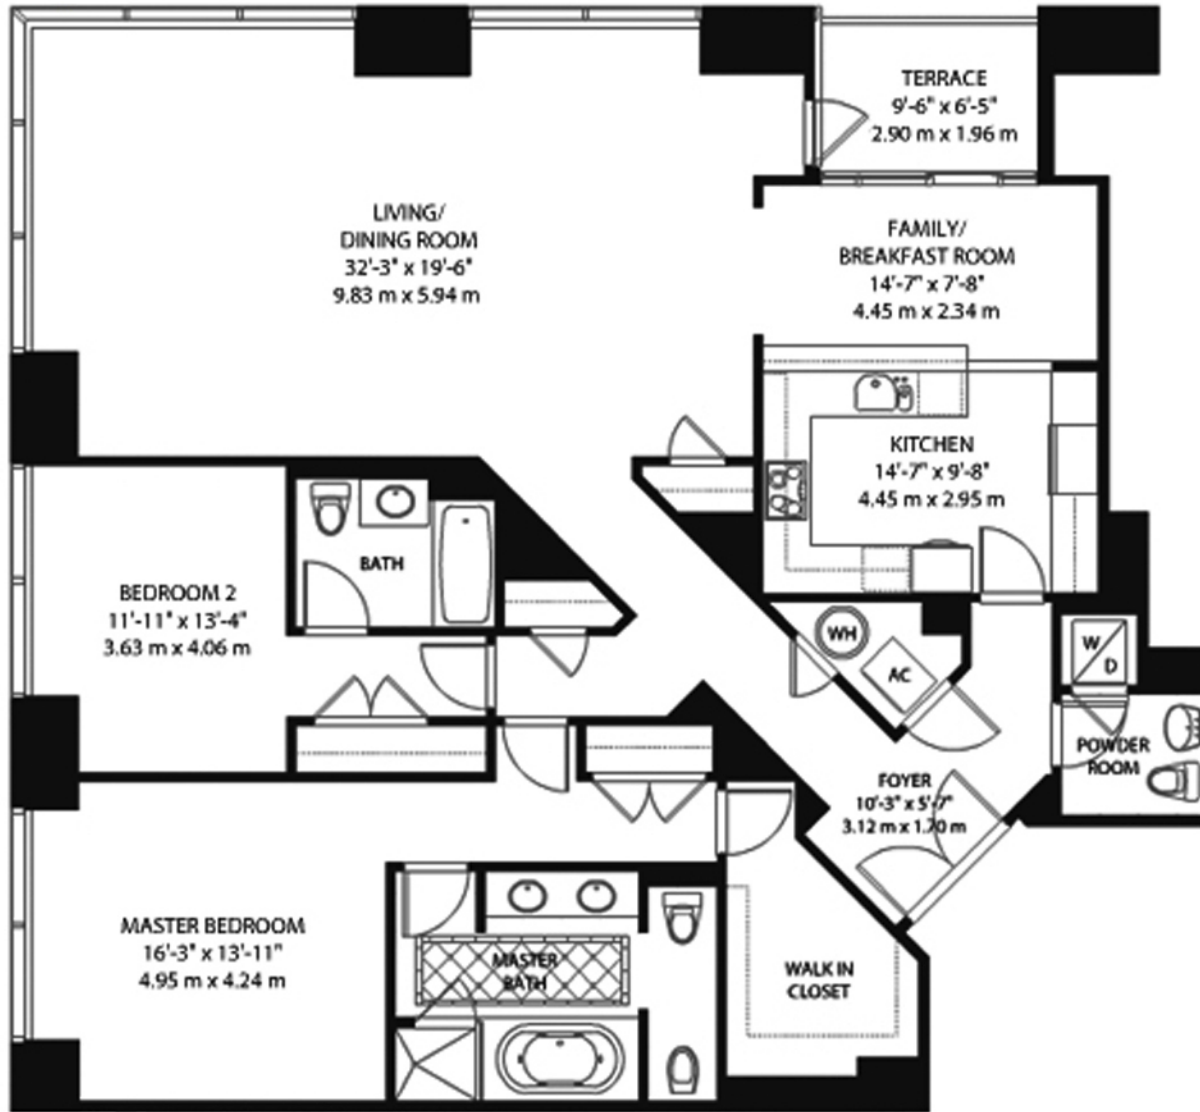 TERRACE
9'-6" x 6'-5"
2.90 m x 1.96 m
LIVING/
DINING ROOM
32'-3" x 19'-6"
9.83 m x 5.94 m
FAMILY/
BREAKFAST ROOM
14'-7" x 7'-8"
4.45 m x 2.34 m
KITCHEN
14'-7" x 9'-8"
4.45 m x 2.95 m
BATH
BEDROOM 2
11'-11" x 13'-4"
3.63 m x 4.06 m
WH
AC
W
D
POWDER
ROOM
FOYER
10'-3" x 5'-7"
3.12 m x 1.70 m
MASTER BEDROOM
16'-3" x 13'-11"
4.95 m x 4.24 m
MASTER
BATH
WALK IN
CLOSET